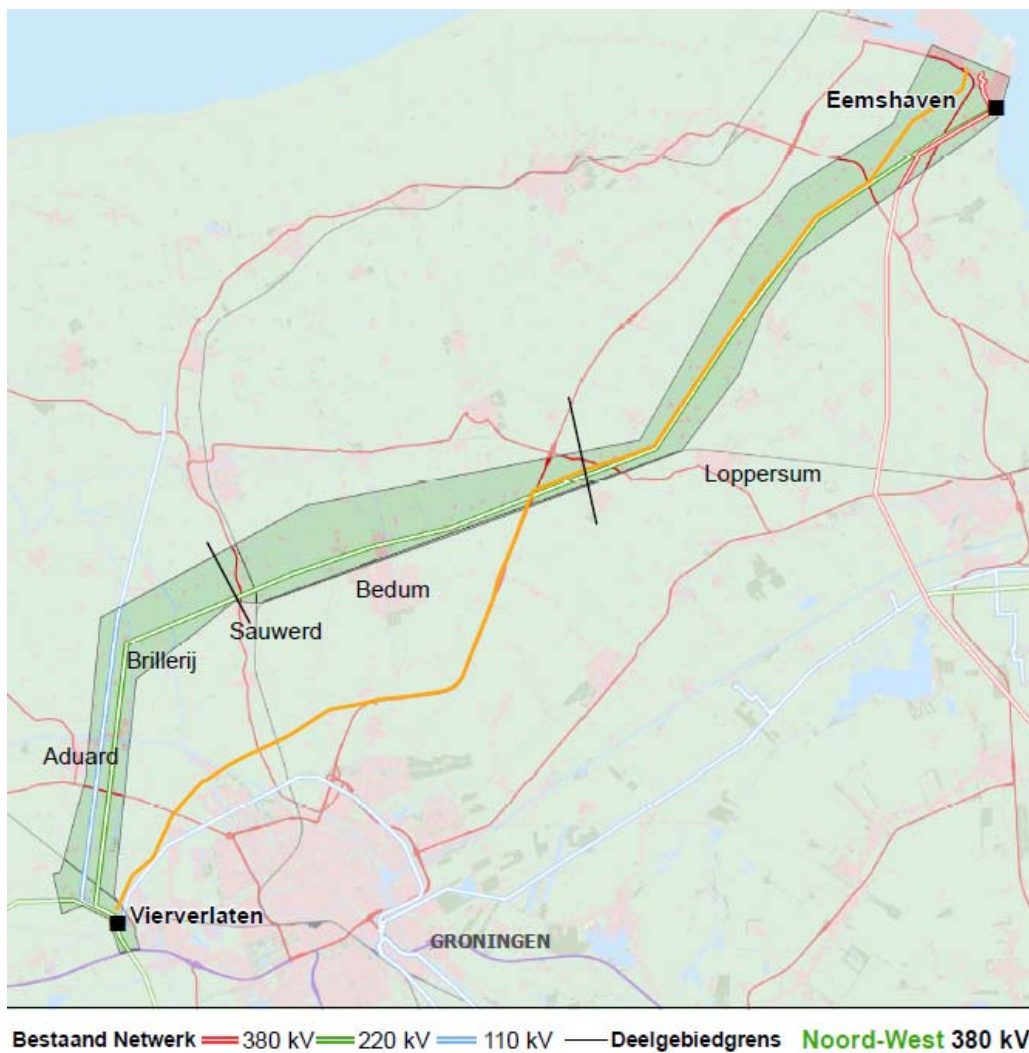 Eemshaven
Loppersum
Bedum
Sauwerd
Brillerij
Aduard
Vierverlaten
GRONINGEN
Bestaand Netwerk 380 kV 220 kV 110 kV Deelgebiedgrens Noord-West 380 kV